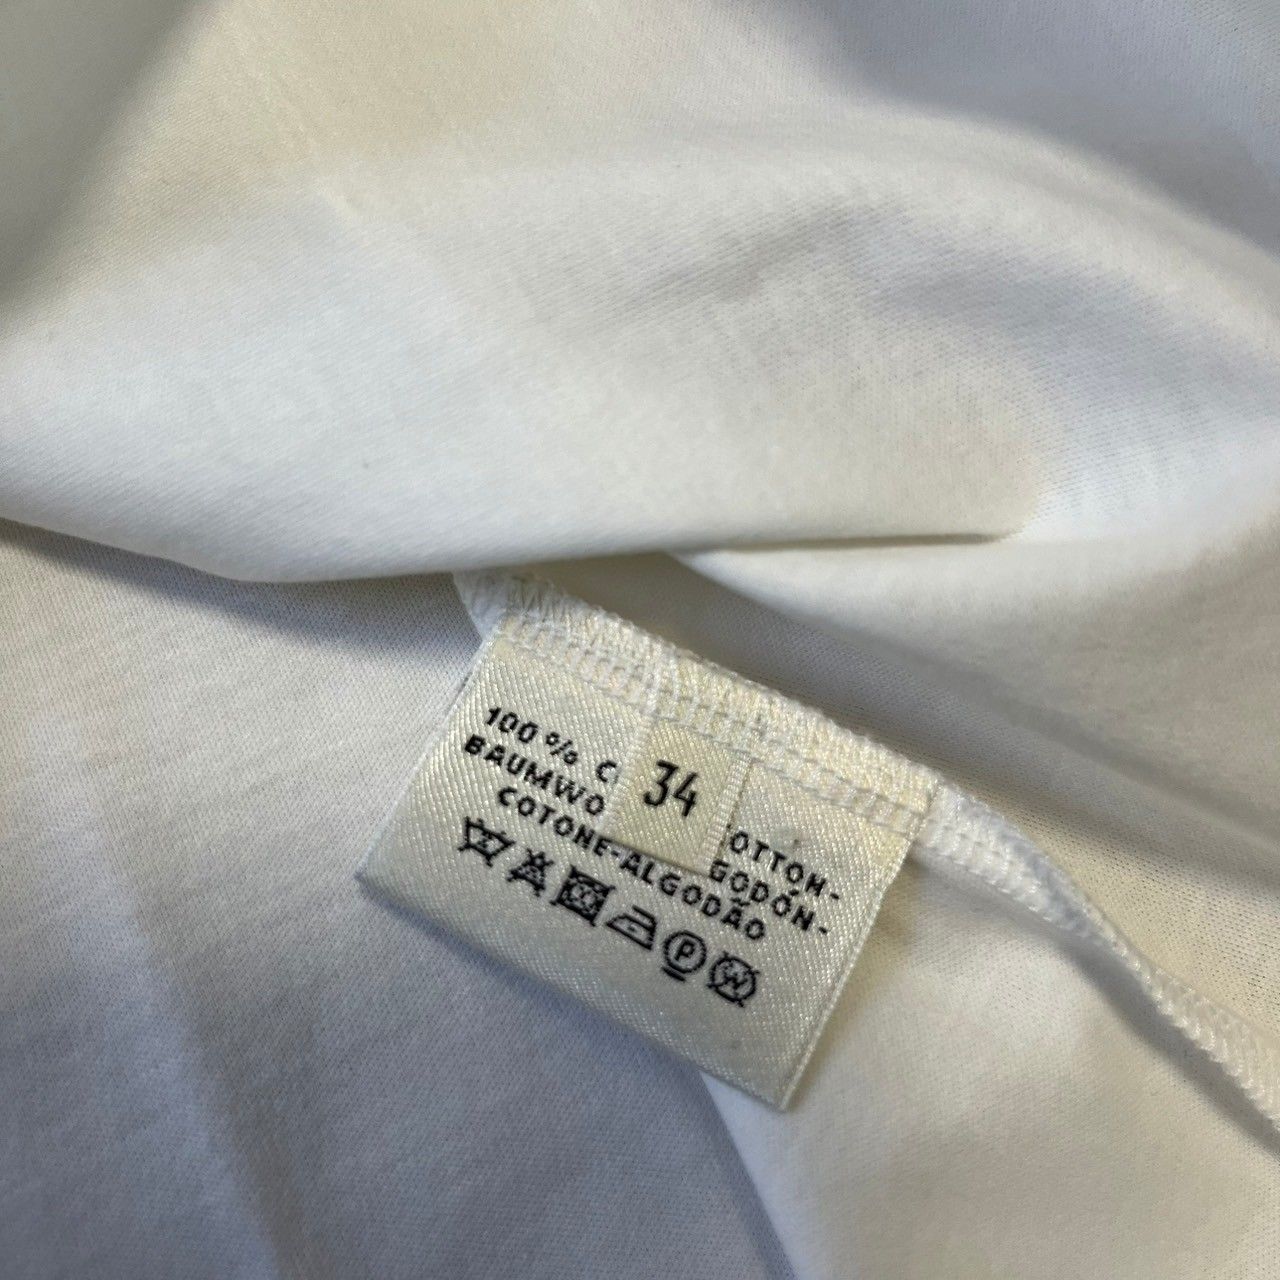 100 % C OTTON-
BAUMWO GODÓN-
COTONE-ALGODÃO
34
P W